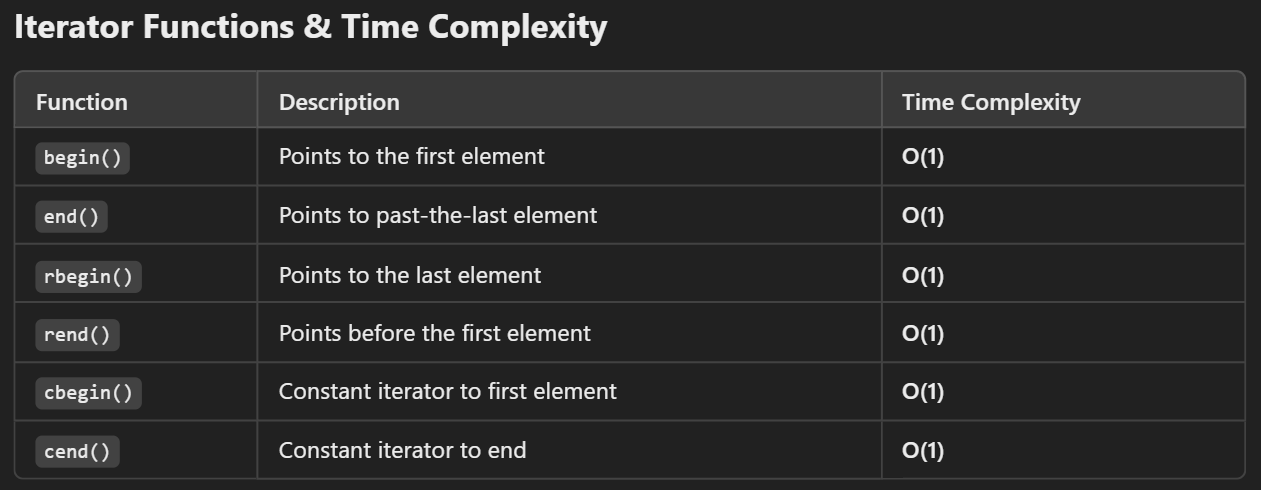 Iterator Functions & Time Complexity
Function Description Time Complexity
begin() Points to the first element O(1)
end() Points to past-the-last element O(1)
rbegin() Points to the last element O(1)
rend() Points before the first element O(1)
cbegin() Constant iterator to first element O(1)
cend() Constant iterator to end O(1)